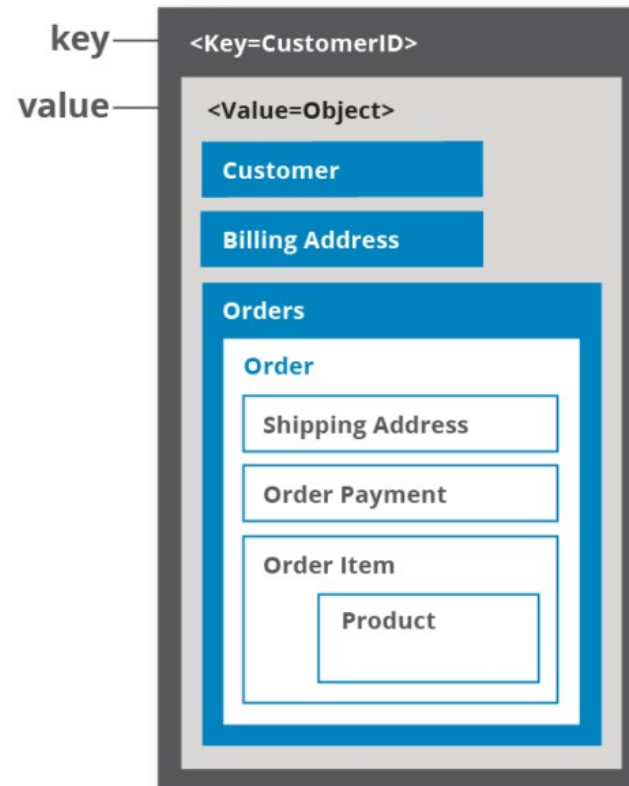 key
<Key=CustomerID>
value
<Value=Object>
Customer
Billing Address
Orders
Order
Shipping Address
Order Payment
Order Item
Product